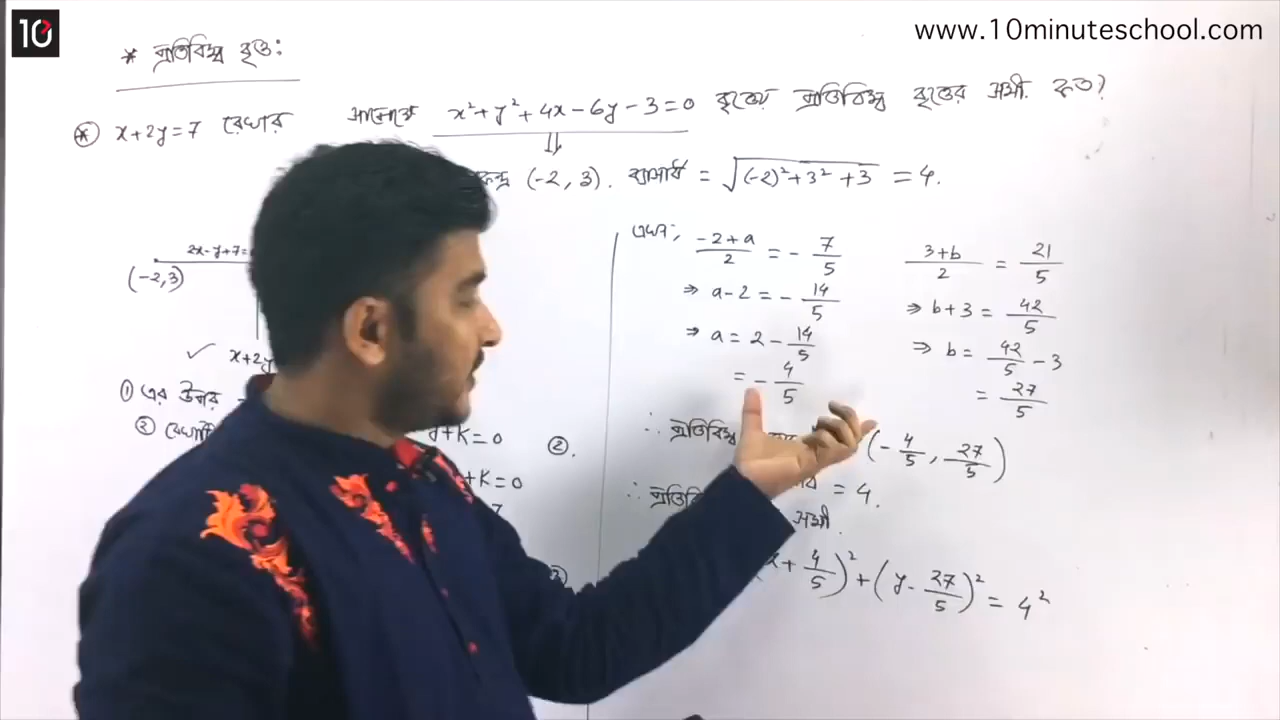 10
www.10minuteschool.com
* প্রতিবিম্ব বৃত্ত:
* x+2y=7 রেখার সাপেক্ষে x²+y²+4x-6y-3=0 বৃত্তের প্রতিবিম্ব বৃত্তের সমী. কত?
⇓
(-2, 3). ব্যাসার্ধ = √((-2)²+3²+3) = 4.
2x-y+7=
(-2,3)
✓ x+2y
① এর উপর
②
y+K=0 ②.
+K=0
এখন, (-2+a)/2 = -7/5
⇒ a-2 = -14/5
⇒ a = 2 - 14/5
= -4/5
(3+b)/2 = 21/5
⇒ b+3 = 42/5
⇒ b = 42/5 - 3
= 27/5
∴ প্রতিবিম্ব (-4/5, 27/5)
= 4.
∴ সমী.
(x+4/5)² + (y-27/5)² = 4²